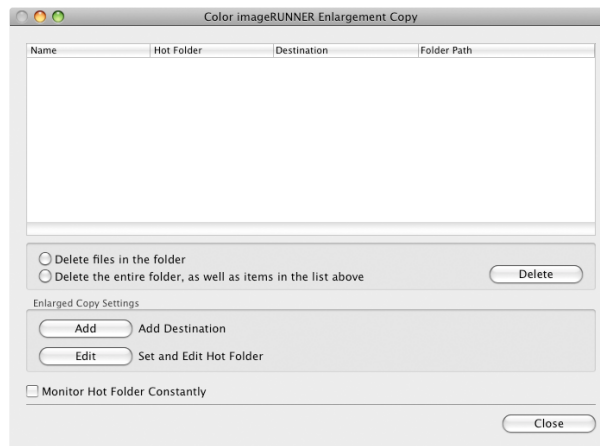 Color imageRUNNER Enlargement Copy
Name Hot Folder Destination Folder Path
Delete files in the folder
Delete the entire folder, as well as items in the list above
Delete
Enlarged Copy Settings
Add Add Destination
Edit Set and Edit Hot Folder
Monitor Hot Folder Constantly
Close